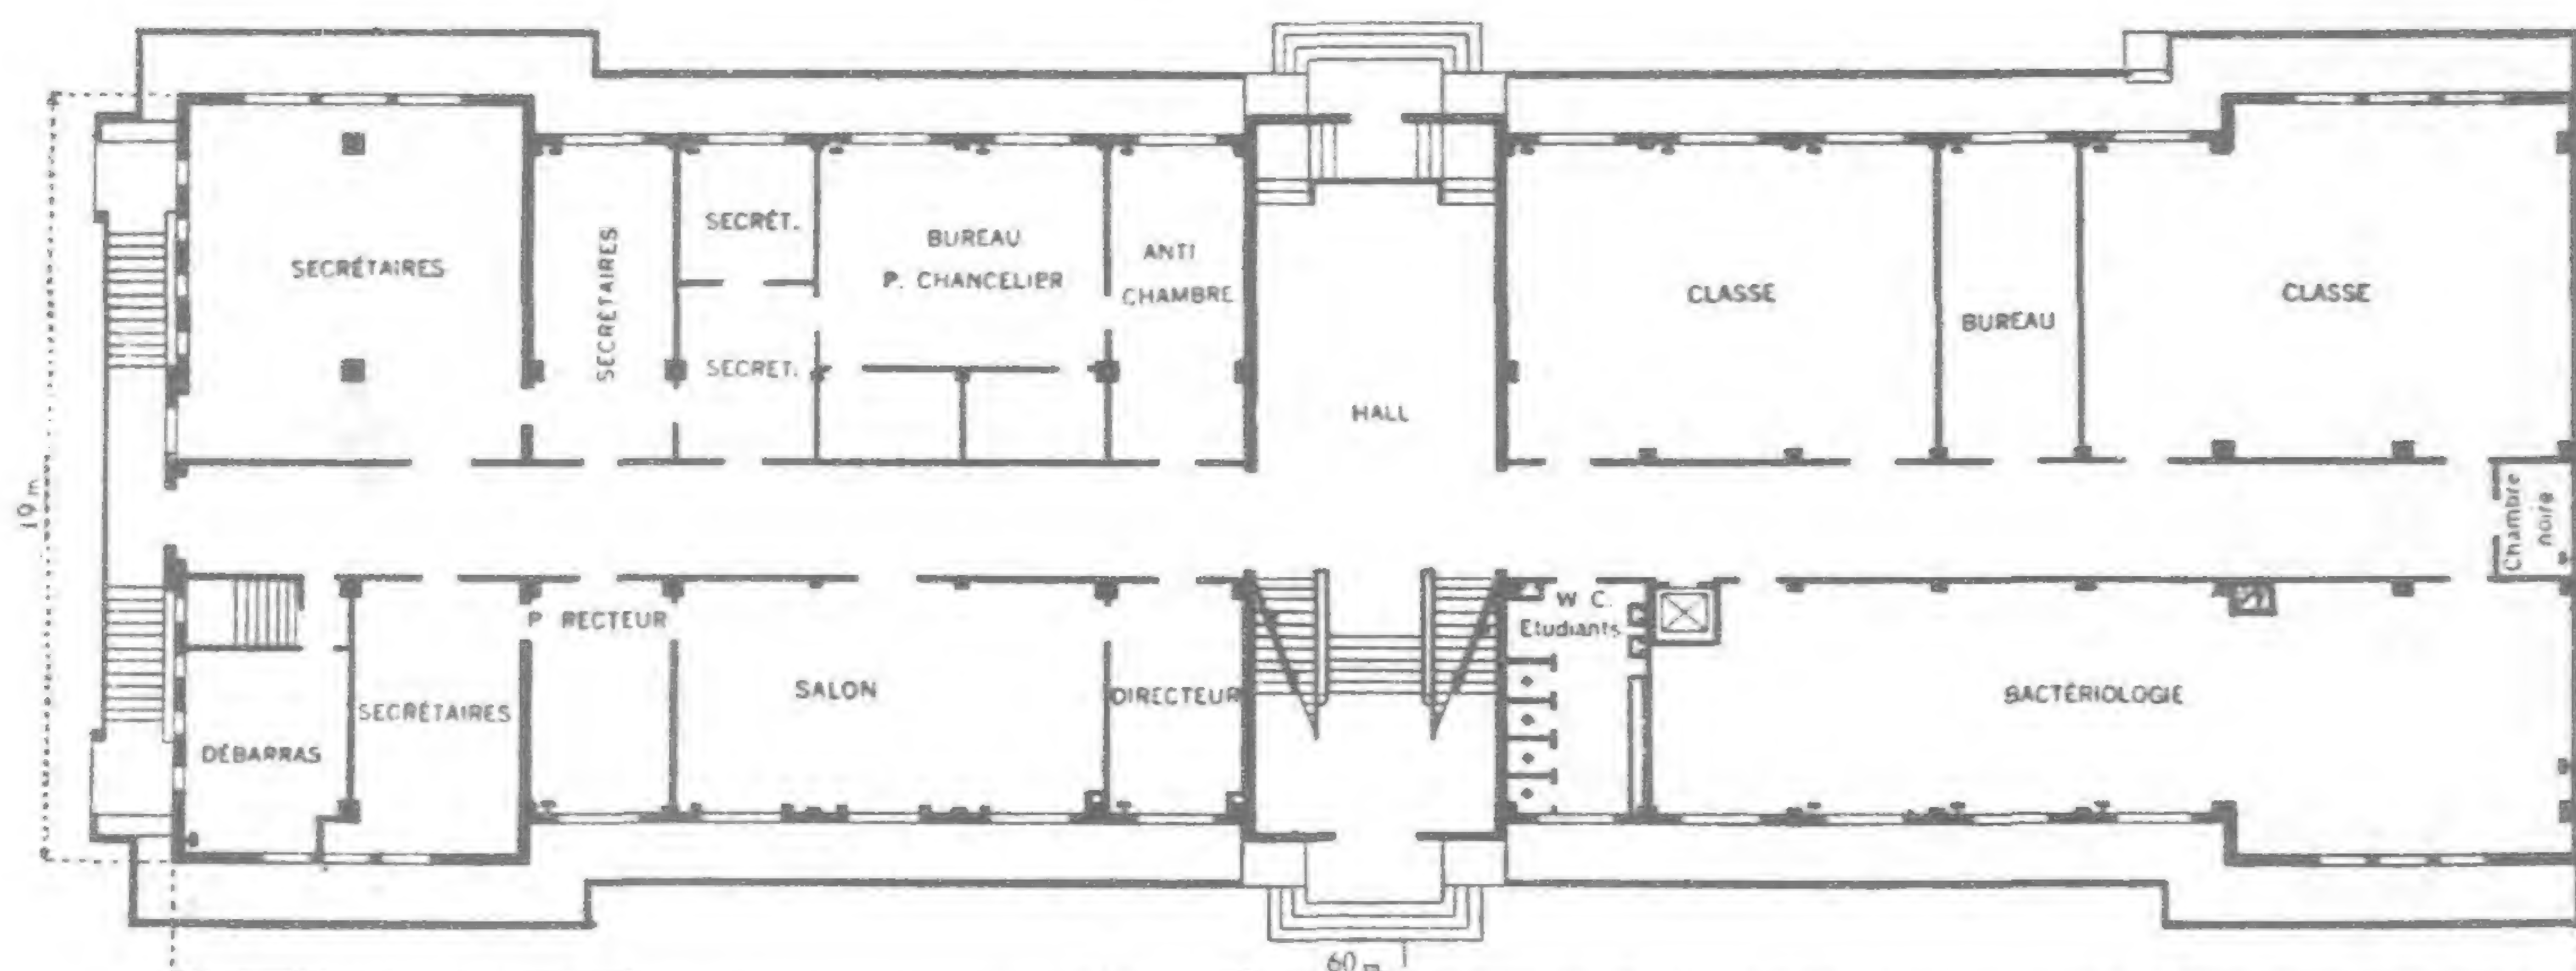 SECRÉTAIRES
SECRÉTAIRES
SECRÉT.
SECRET.
BUREAU
P. CHANCELIER
ANTI
CHAMBRE
HALL
CLASSE
BUREAU
CLASSE
19 m
Chambre
noire
DÉBARRAS
SECRÉTAIRES
P RECTEUR
SALON
DIRECTEUR
W C.
Etudiants
BACTÉRIOLOGIE
60 m